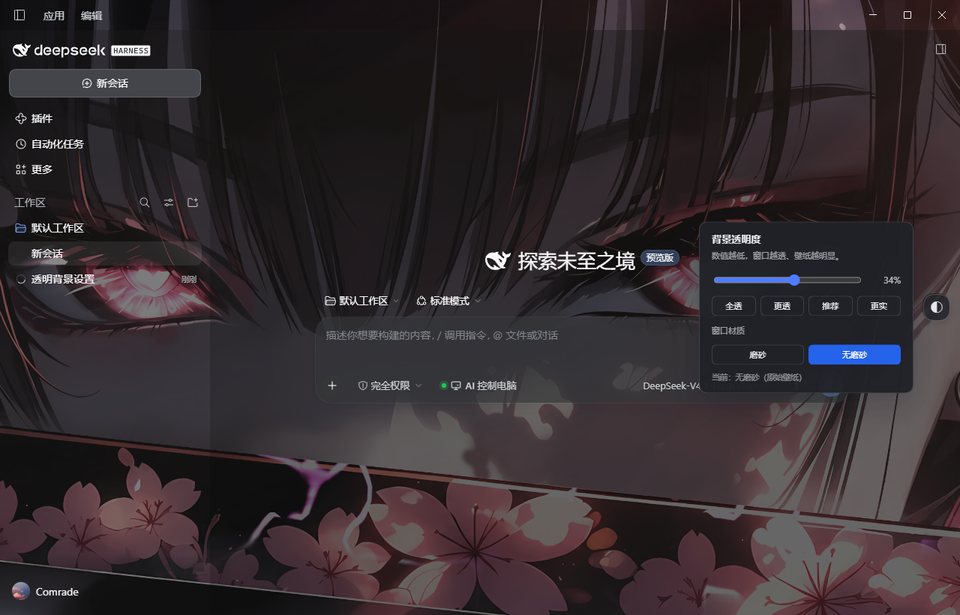 应用 编辑
deepseek HARNESS
新会话
插件
自动化任务
更多
工作区
默认工作区
新会话
透明背景设置 刚刚
探索未至之境 预览版
默认工作区 标准模式
描述你想要构建的内容, / 调用指令, @ 文件或对话
完全权限 AI 控制电脑 DeepSeek-V4
背景透明度
数值越低，窗口越透、壁纸越明显。
34%
全透 更透 推荐 更实
窗口材质
磨砂 无磨砂
当前：无磨砂（原始壁纸）
Comrade